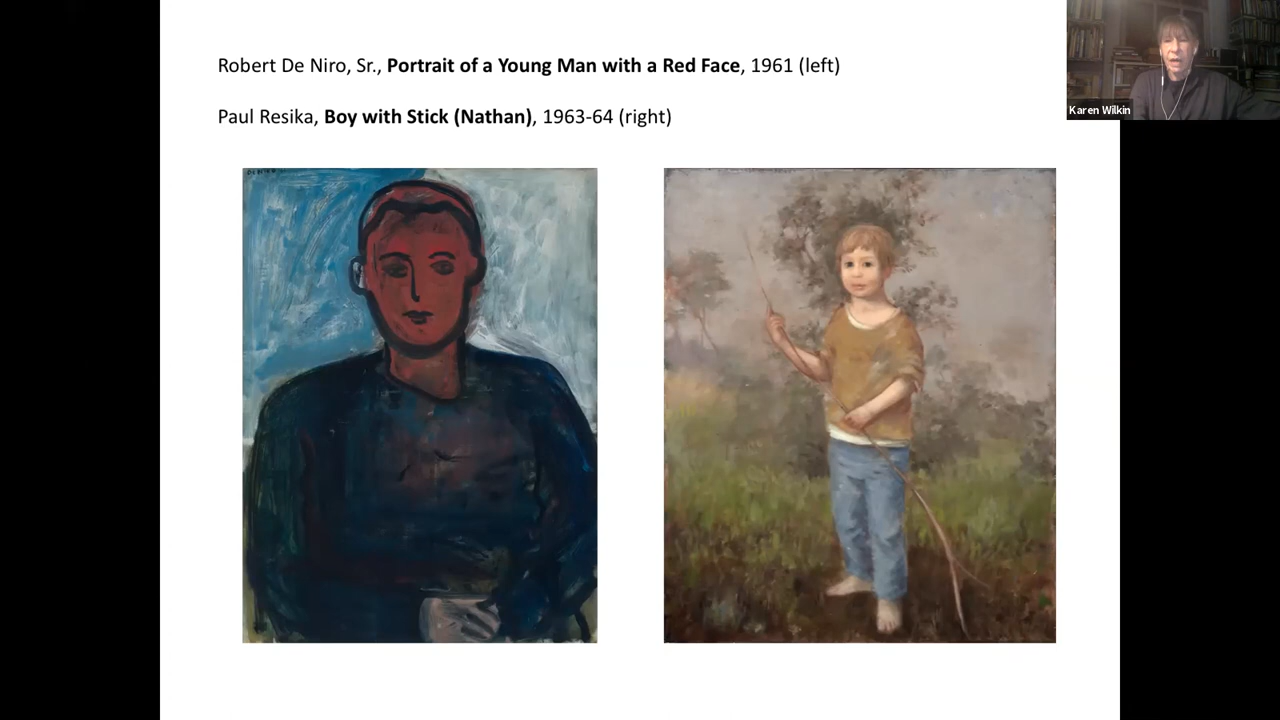 Robert De Niro, Sr., Portrait of a Young Man with a Red Face, 1961 (left)
Paul Resika, Boy with Stick (Nathan), 1963-64 (right)
Karen Wilkin